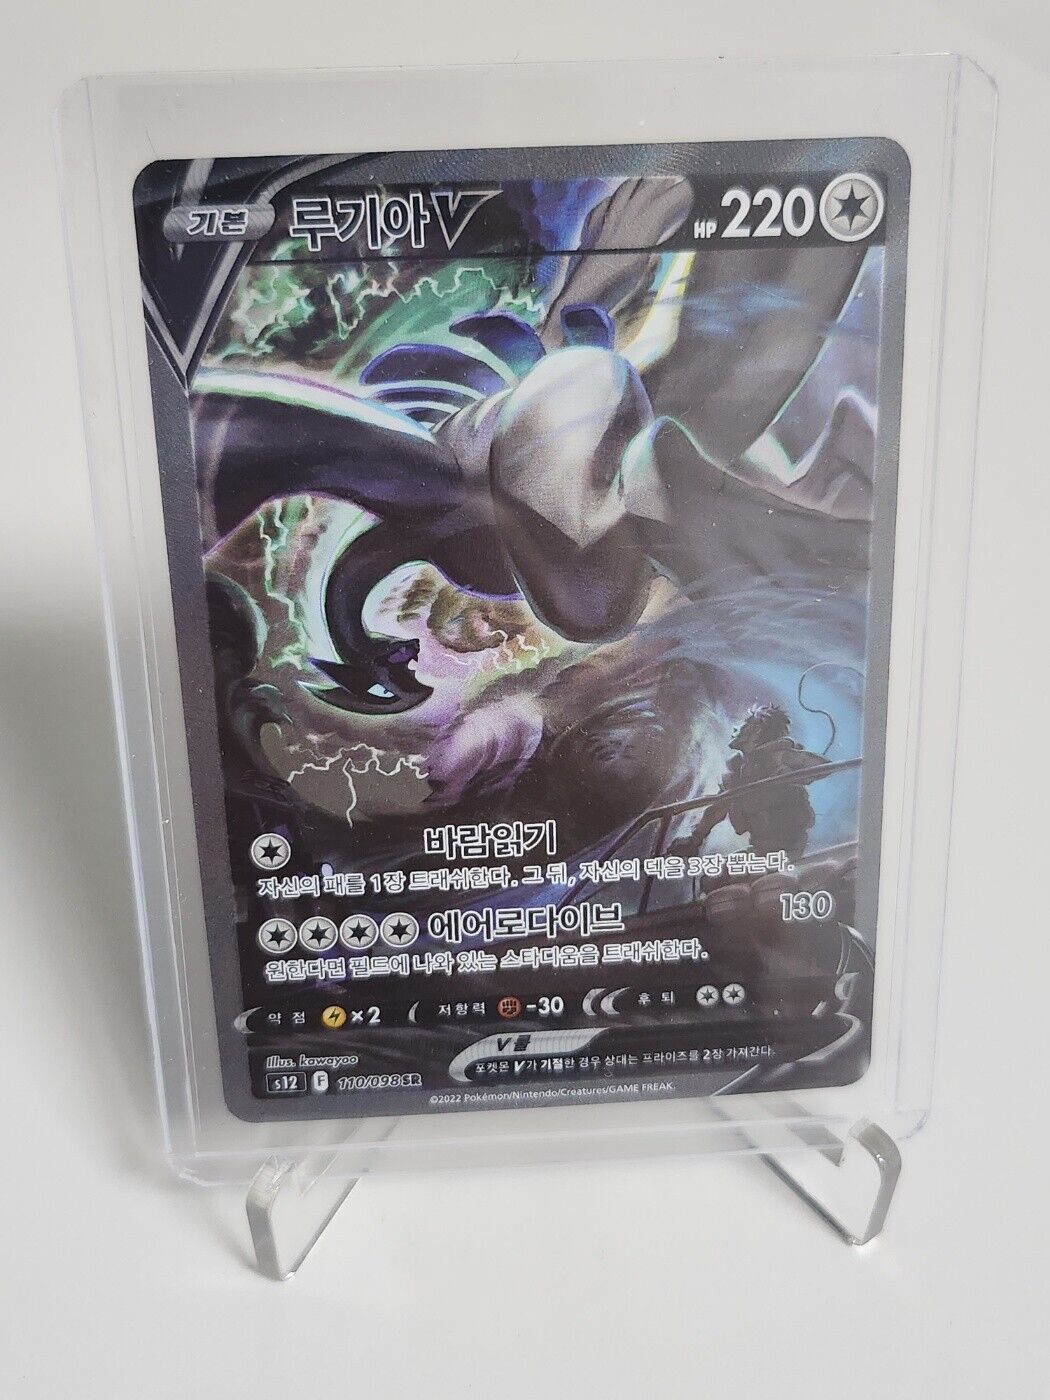 기본 루기아V HP 220
바람읽기
자신의 패를 1장 트래쉬한다. 그 뒤, 자신의 덱을 3장 뽑는다.
에어로다이브 130
원한다면 필드에 나와 있는 스타디움을 트래쉬한다.
약점 ×2 저항력 -30 후퇴
V룰
포켓몬 V가 기절한 경우 상대는 프라이즈를 2장 가져간다.
Illus. kawayoo
s12 F 110/098 SR
©2022 Pokémon/Nintendo/Creatures/GAME FREAK.